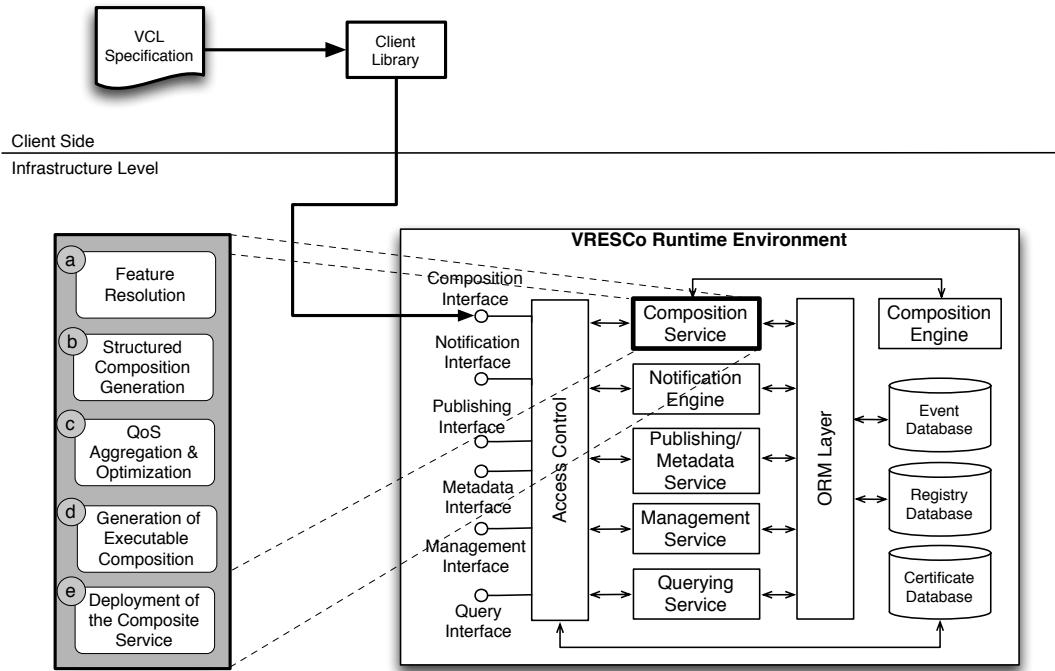 VCL
Specification
Client
Library
Client Side
Infrastructure Level
a
Feature
Resolution
b
Structured
Composition
Generation
c
QoS
Aggregation &
Optimization
d
Generation of
Executable
Composition
e
Deployment of
the Composite
Service
VRESCo Runtime Environment
Composition
Interface
Notification
Interface
Publishing
Interface
Metadata
Interface
Management
Interface
Query
Interface
Access Control
Composition
Service
Notification
Engine
Publishing/
Metadata
Service
Management
Service
Querying
Service
ORM Layer
Composition
Engine
Event
Database
Registry
Database
Certificate
Database